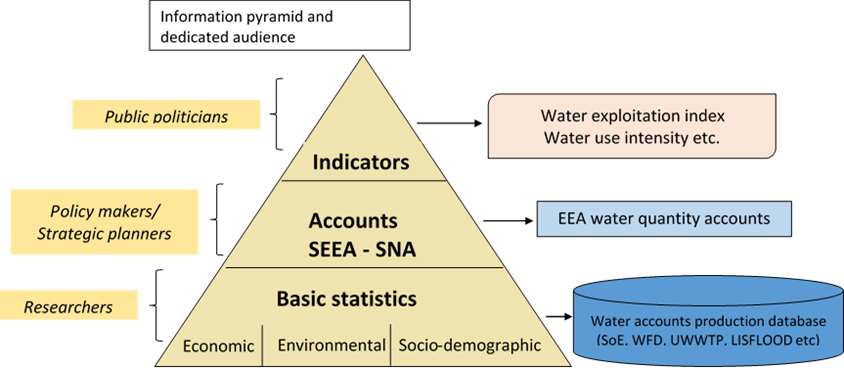 Information pyramid and
dedicated audience
Public politicians
Water exploitation index
Water use intensity etc.
Indicators
Policy makers/
Strategic planners
Accounts
SEEA - SNA
EEA water quantity accounts
Researchers
Basic statistics
Water accounts production database
(SoE, WFD, UWWTP, LISFLOOD etc)
Economic
Environmental
Socio-demographic